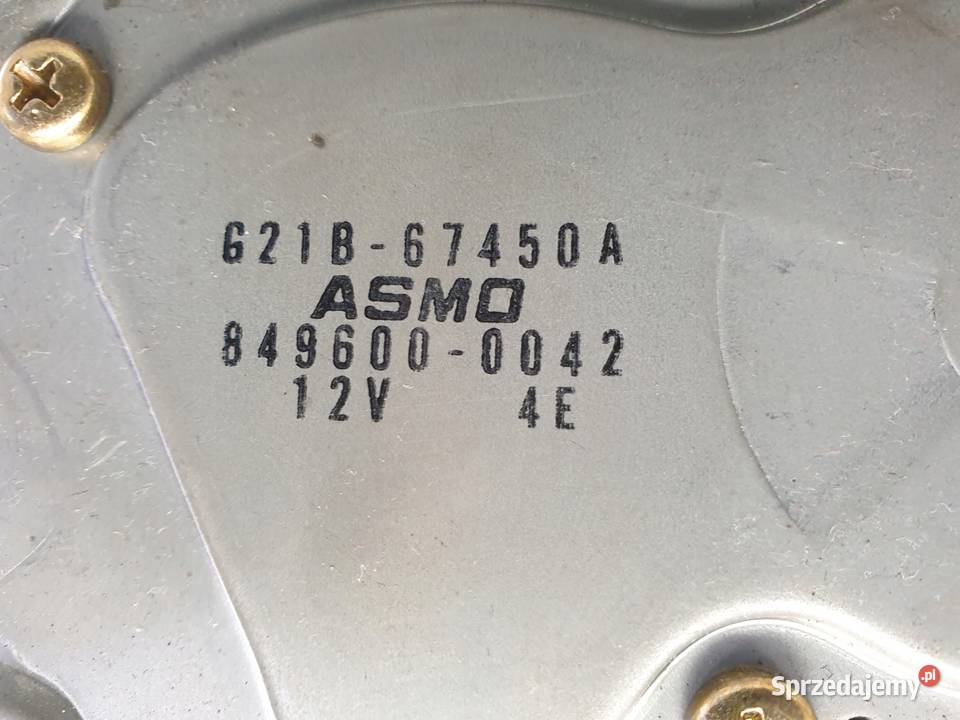 G21B-67450A
ASMO
849600-0042
12V 4E
Sprzedajemy.pl